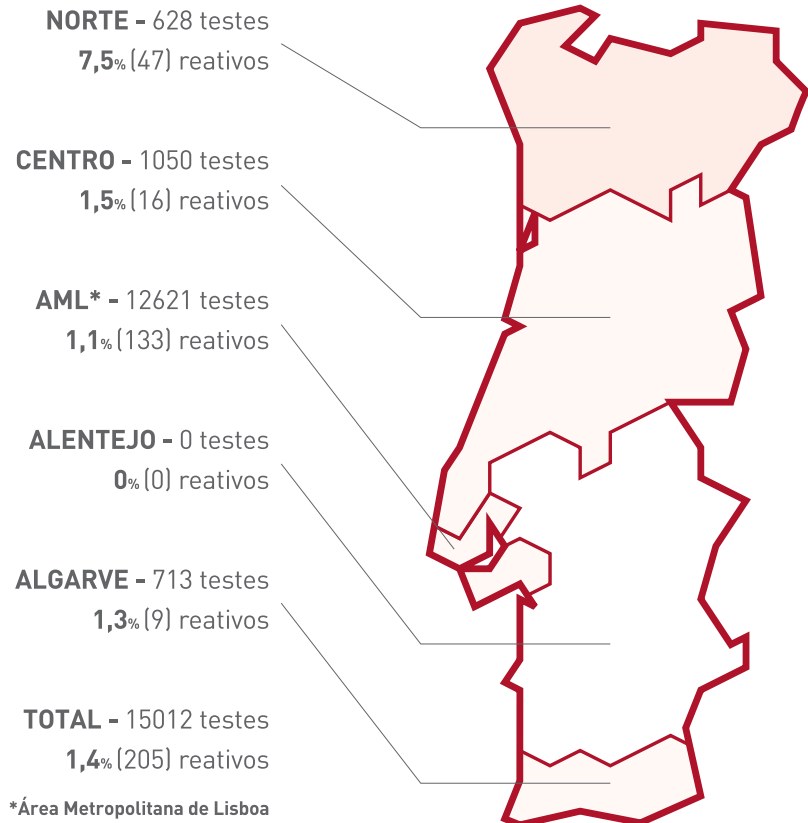 NORTE - 628 testes
7,5% (47) reativos
CENTRO - 1050 testes
1,5% (16) reativos
AML* - 12621 testes
1,1% (133) reativos
ALENTEJO - 0 testes
0% (0) reativos
ALGARVE - 713 testes
1,3% (9) reativos
TOTAL - 15012 testes
1,4% (205) reativos
*Área Metropolitana de Lisboa